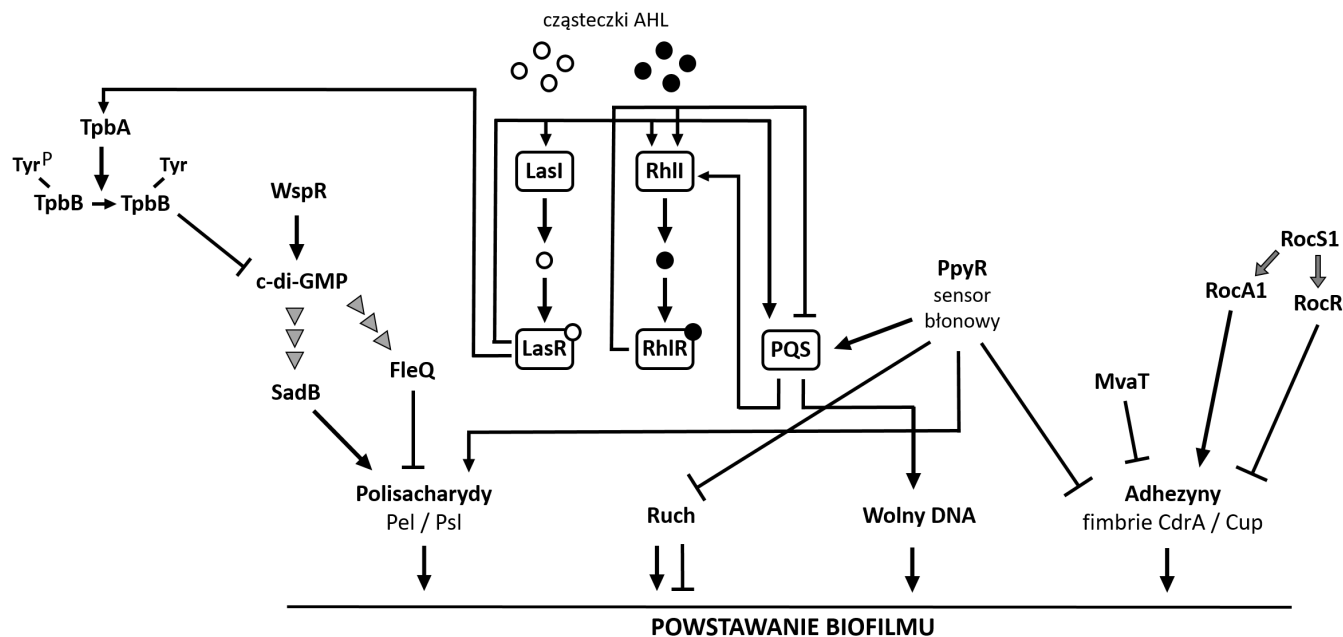 cząsteczki AHL
TpbA
Tyrᴾ
Tyr
TpbB
TpbB
WspR
c-di-GMP
SadB
FleQ
LasI
RhlI
LasR
RhlR
PQS
PpyR
sensor
błonowy
RocS1
RocA1
RocR
MvaT
Polisacharydy
Pel / Psl
Ruch
Wolny DNA
Adhezyny
fimbrie CdrA / Cup
POWSTAWANIE BIOFILMU